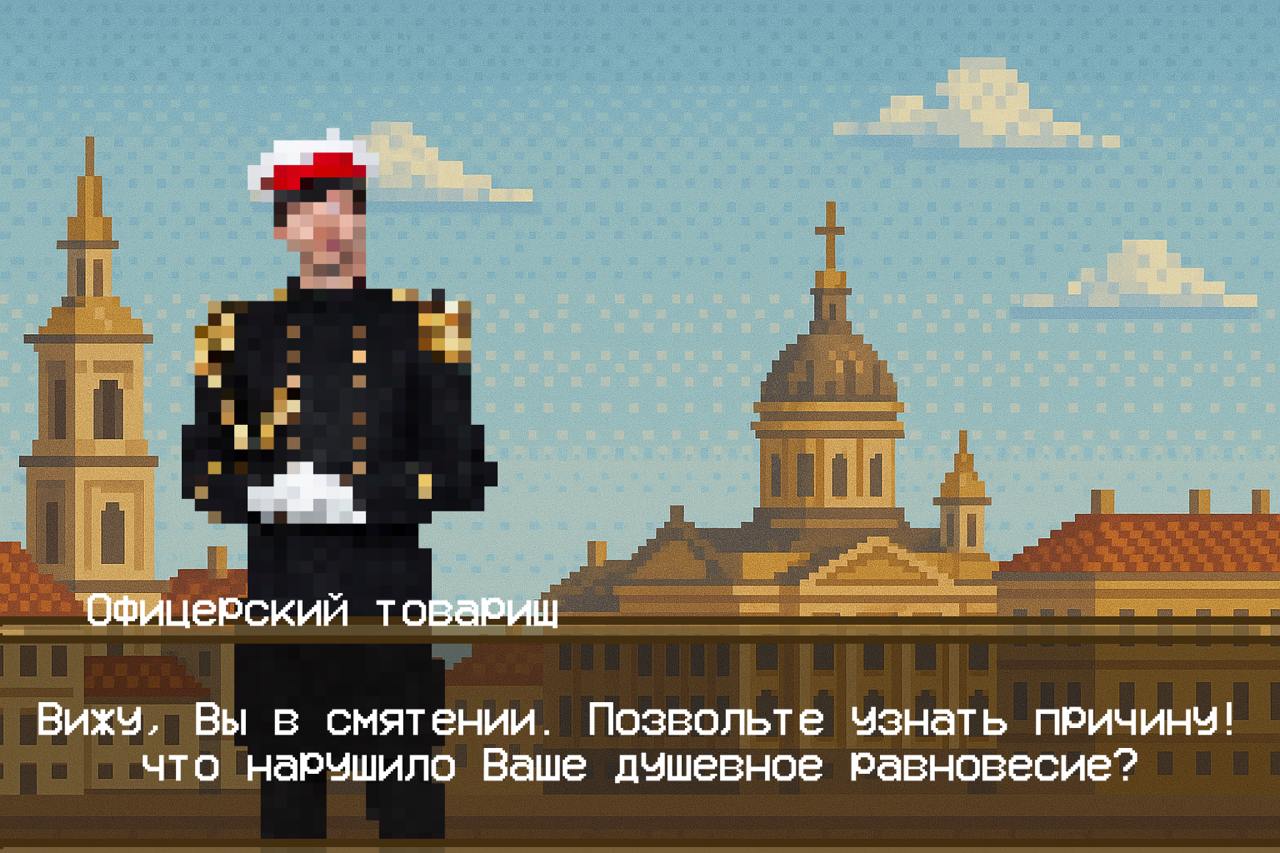 Офицерский товарищ
Вижу, Вы в смятении. Позвольте узнать причину!
что нарушило Ваше душевное равновесие?